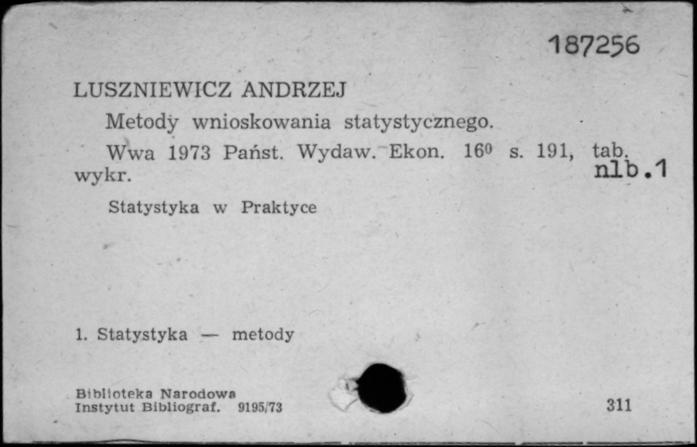 187256
LUSZNIEWICZ ANDRZEJ
Metody wnioskowania statystycznego.
Wwa 1973 Państ. Wydaw. Ekon. 16⁰ s. 191, tab.
wykr. nlb.1
Statystyka w Praktyce
1. Statystyka — metody
Biblioteka Narodowa
Instytut Bibliograf. 9195/73 311